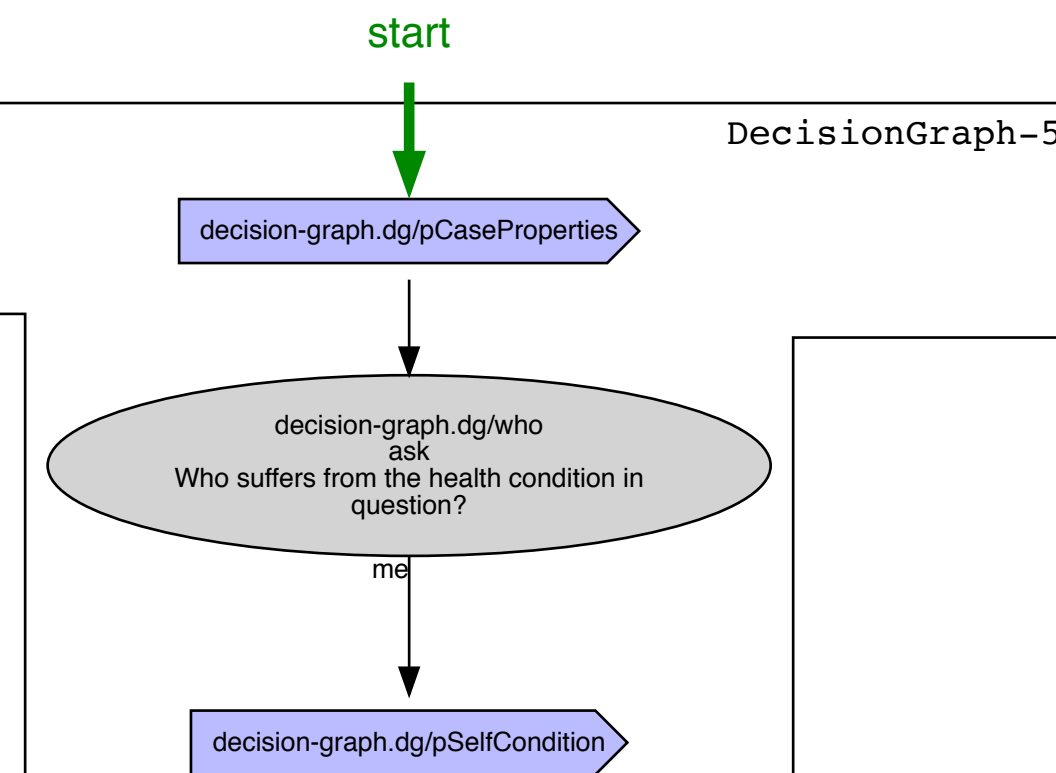 start
DecisionGraph-5
decision-graph.dg/pCaseProperties
decision-graph.dg/who
ask
Who suffers from the health condition in
question?
me
decision-graph.dg/pSelfCondition